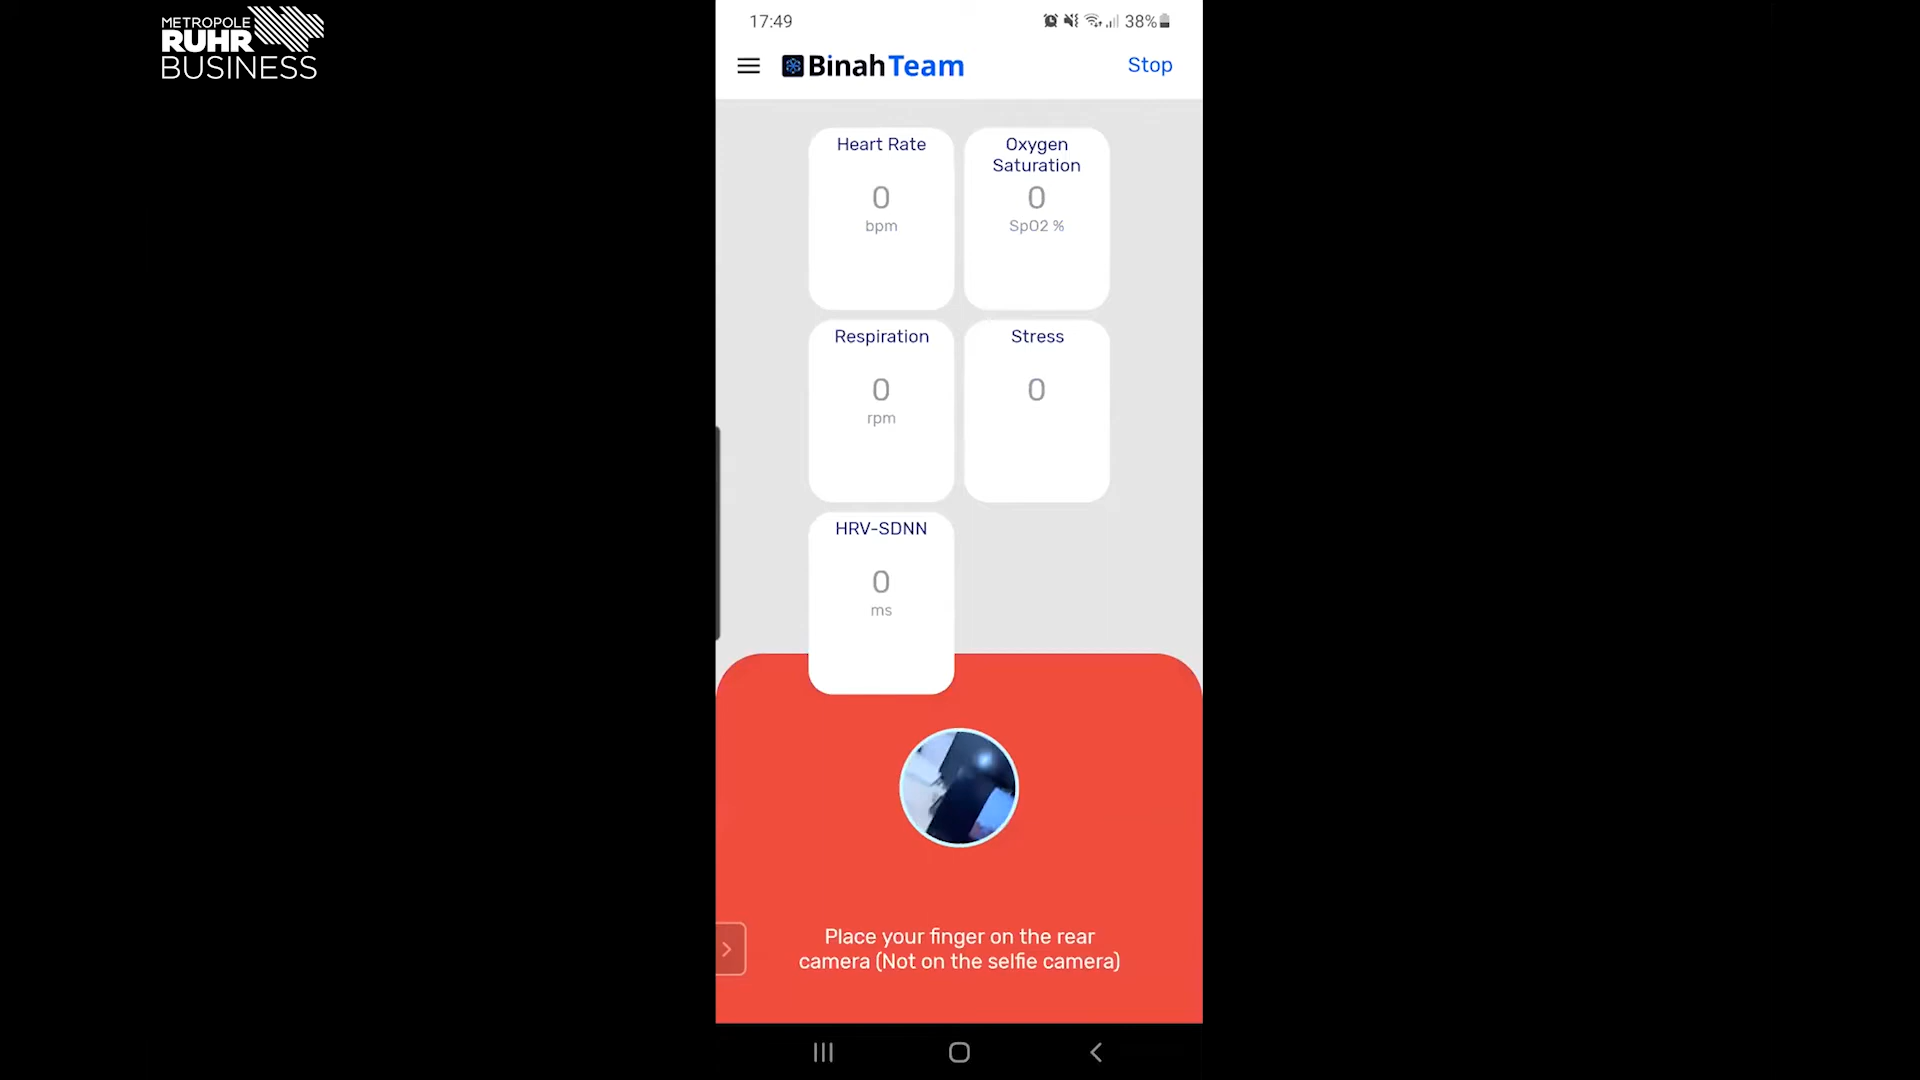 METROPOLE
RUHR
BUSINESS
17:49
38%
BinahTeam
Stop
Heart Rate
0
bpm
Oxygen
Saturation
0
SpO2 %
Respiration
0
rpm
Stress
0
HRV-SDNN
0
ms
Place your finger on the rear
camera (Not on the selfie camera)